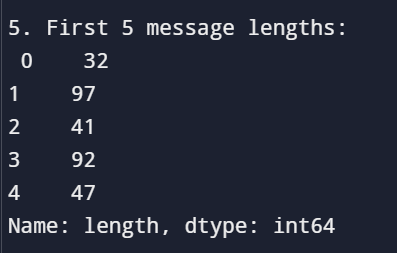 5. First 5 message lengths:
 0    32
1    97
2    41
3    92
4    47
Name: length, dtype: int64